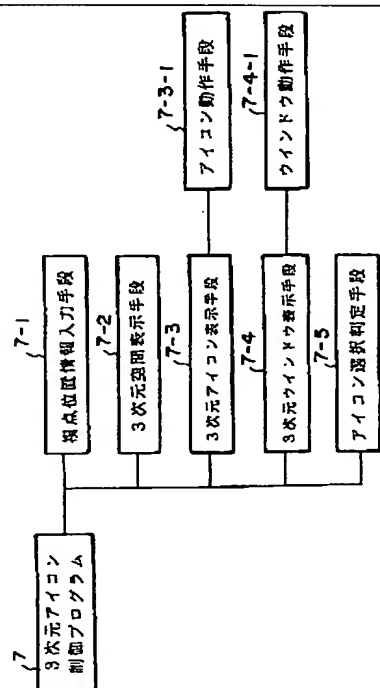 7
3次元アイコン
制御プログラム
7-1
視点位置情報入力手段
7-2
3次元空間表示手段
7-3
3次元アイコン表示手段
7-3-1
アイコン動作手段
7-4
3次元ウインドウ表示手段
7-4-1
ウインドウ動作手段
7-5
アイコン選択判定手段